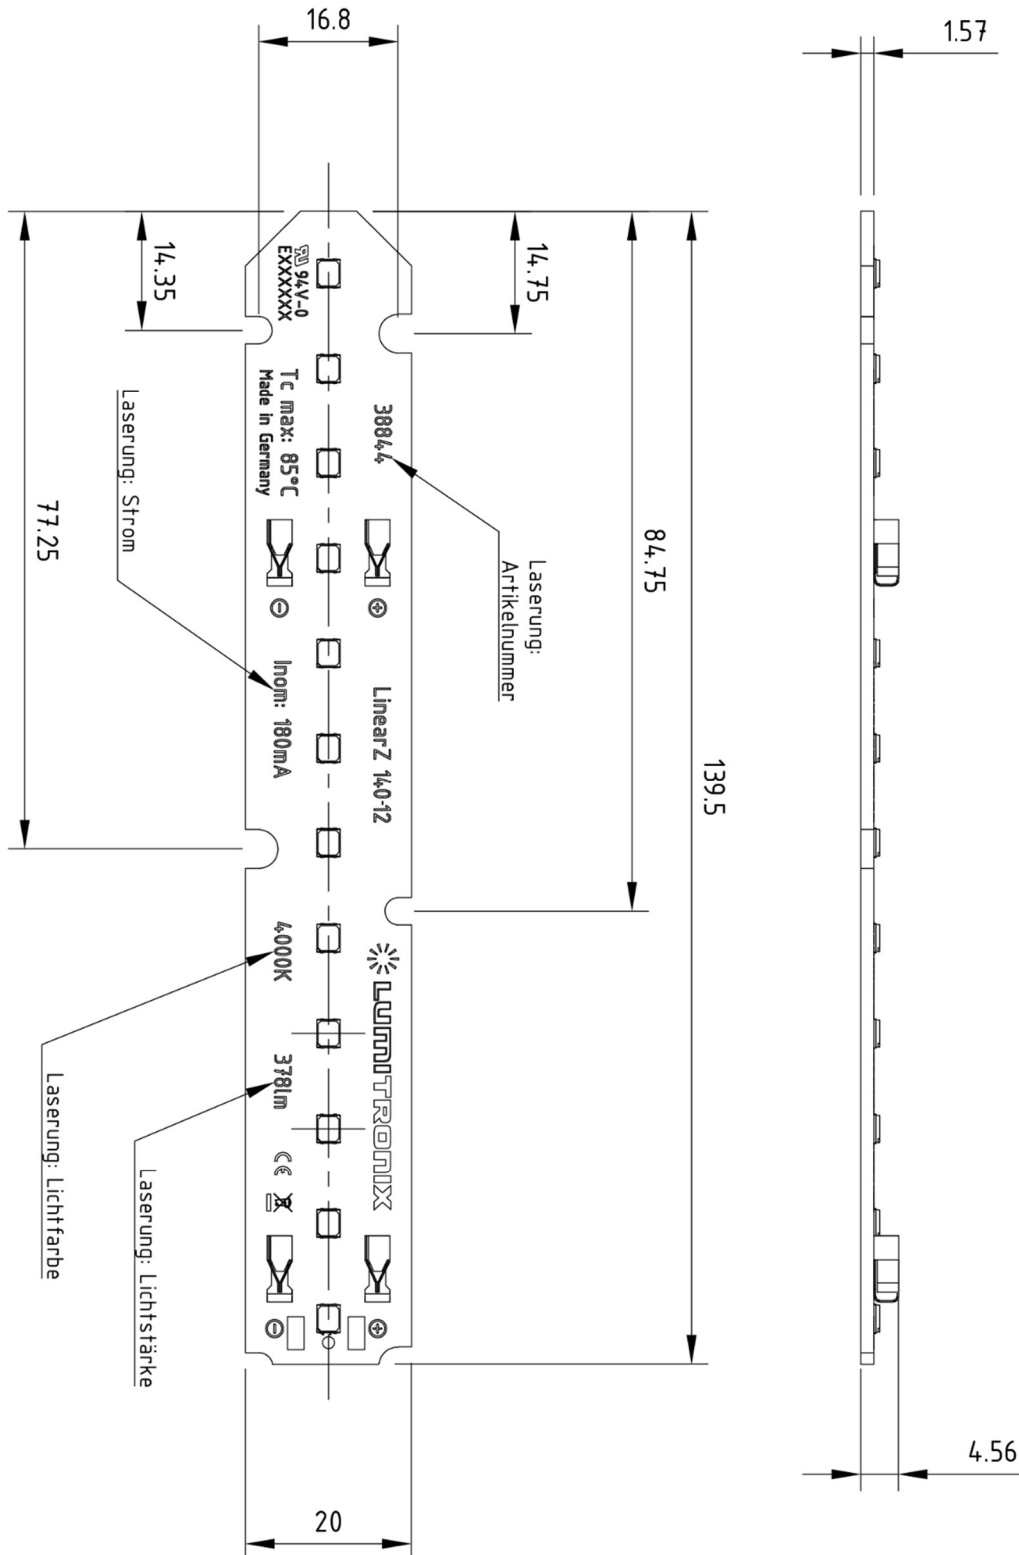 16.8
1.57
14.35
14.75
84.75
139.5
77.25
94V-0
EXXXXXX
Tc max: 85°C
Made in Germany
38844
Laserung:
Artikelnummer
Laserung: Strom
Inom: 180mA
LinearZ 140-12
4000K
378lm
CE
LUMITRONIX
Laserung: Lichtfarbe
Laserung: Lichtstärke
4.56
20